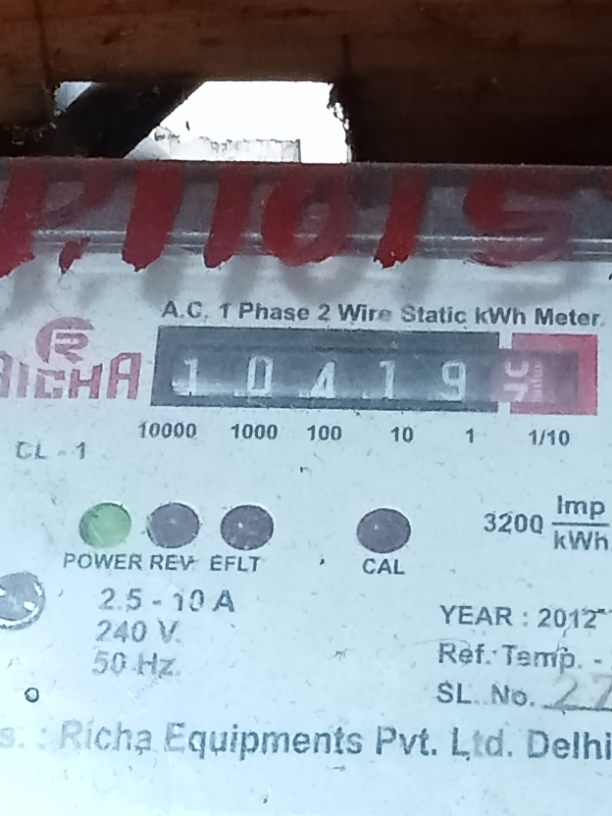 A.C. 1 Phase 2 Wire Static kWh Meter
RICHA
1 0 4 1 9
10000 1000 100 10 1 1/10
CL - 1
3200 Imp
kWh
POWER REV EFLT CAL
2.5 - 10 A
240 V.
50 Hz.
YEAR : 2012
Ref. Temp. -
SL. No. 27
s. : Richa Equipments Pvt. Ltd. Delhi